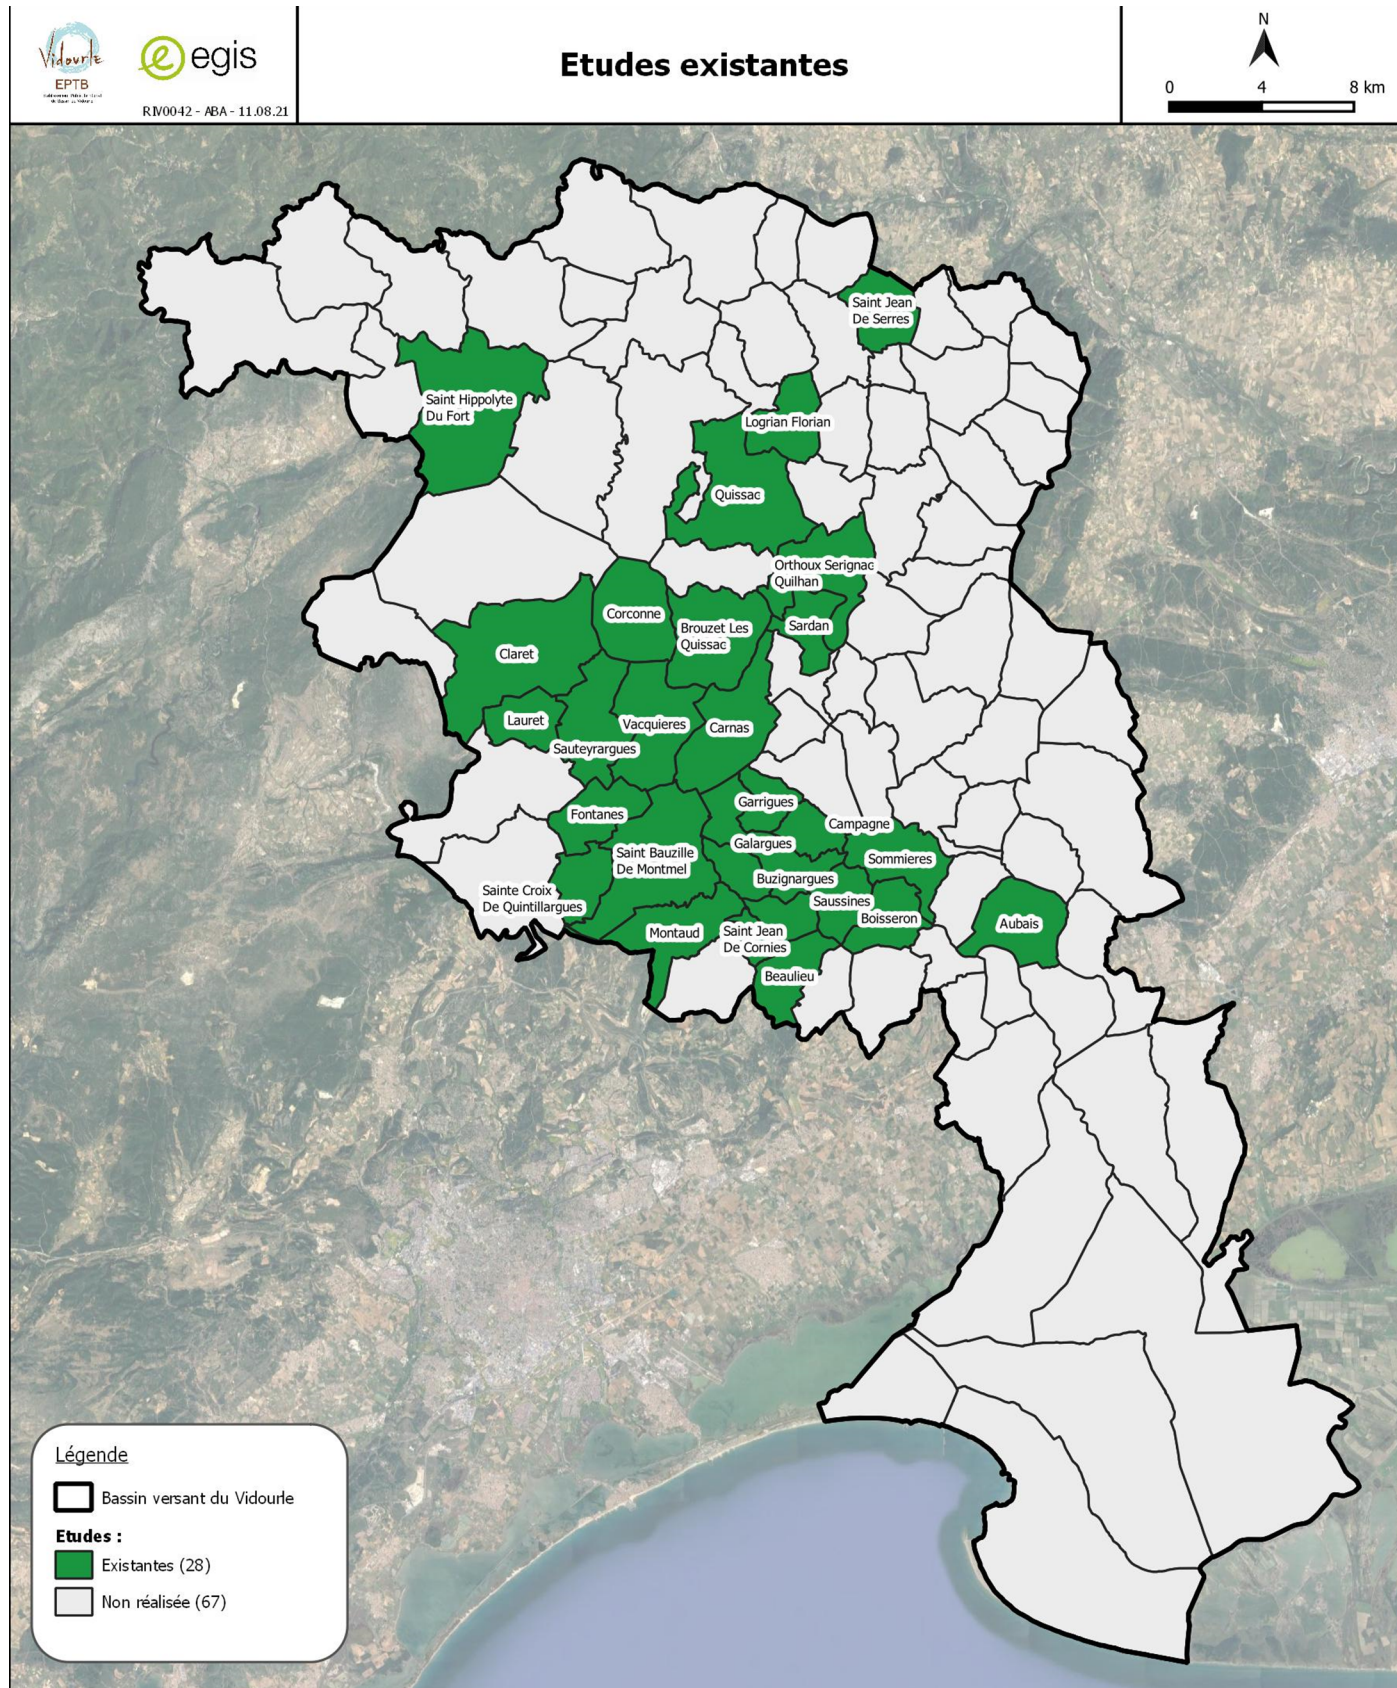 Vidourle
EPTB
egis
RIV0042 - ABA - 11.08.21
Etudes existantes
N
0 4 8 km
Saint Jean
De Serres
Saint Hippolyte
Du Fort
Logrian Florian
Quissac
Orthoux Serignac
Quilhan
Corconne
Brouzet Les
Quissac
Sardan
Claret
Lauret
Vacquieres
Carnas
Sauteyrargues
Garrigues
Fontanes
Campagne
Galargues
Saint Bauzille
De Montmel
Sommieres
Buzignargues
Sainte Croix
De Quintillargues
Saussines
Boisseron
Aubais
Montaud
Saint Jean
De Cornies
Beaulieu
Légende
Bassin versant du Vidourle
Etudes :
Existantes (28)
Non réalisée (67)